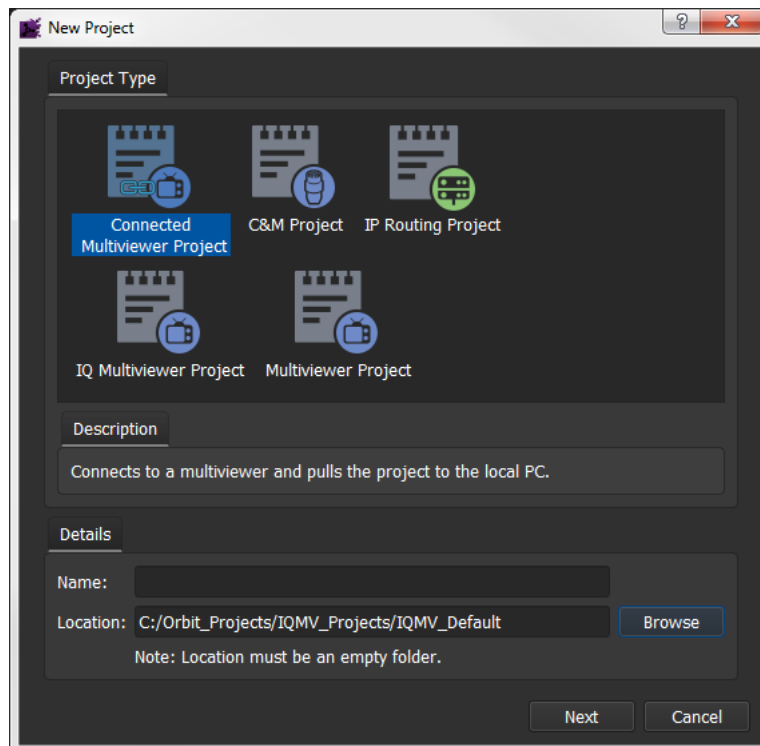 New Project
Project Type
Connected
Multiviewer Project
C&M Project
IP Routing Project
IQ Multiviewer Project
Multiviewer Project
Description
Connects to a multiviewer and pulls the project to the local PC.
Details
Name:
Location: C:/Orbit_Projects/IQMV_Projects/IQMV_Default Browse
Note: Location must be an empty folder.
Next Cancel